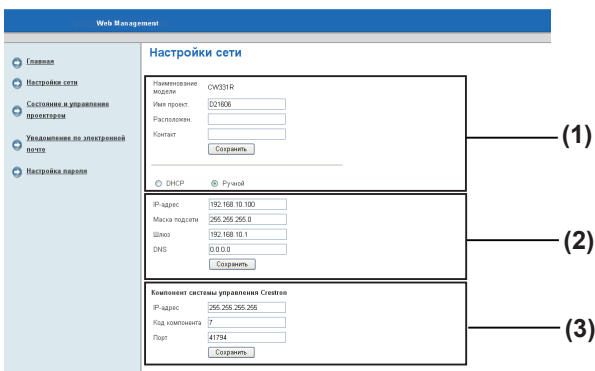 Web Management
Главная
Настройки сети
Состояние и управление
проектором
Уведомление по электронной
почте
Настройка пароля
Настройки сети
Наименование
модели
CW331R
Имя проект. D21606
Расположен.
Контакт
Сохранить
DHCP Ручной
(1)
IP-адрес 192.168.10.100
Маска подсети 255.255.255.0
Шлюз 192.168.10.1
DNS 0.0.0.0
Сохранить
(2)
Компонент системы управления Crestron
IP-адрес 255.255.255.255
Код компонента 7
Порт 41794
Сохранить
(3)